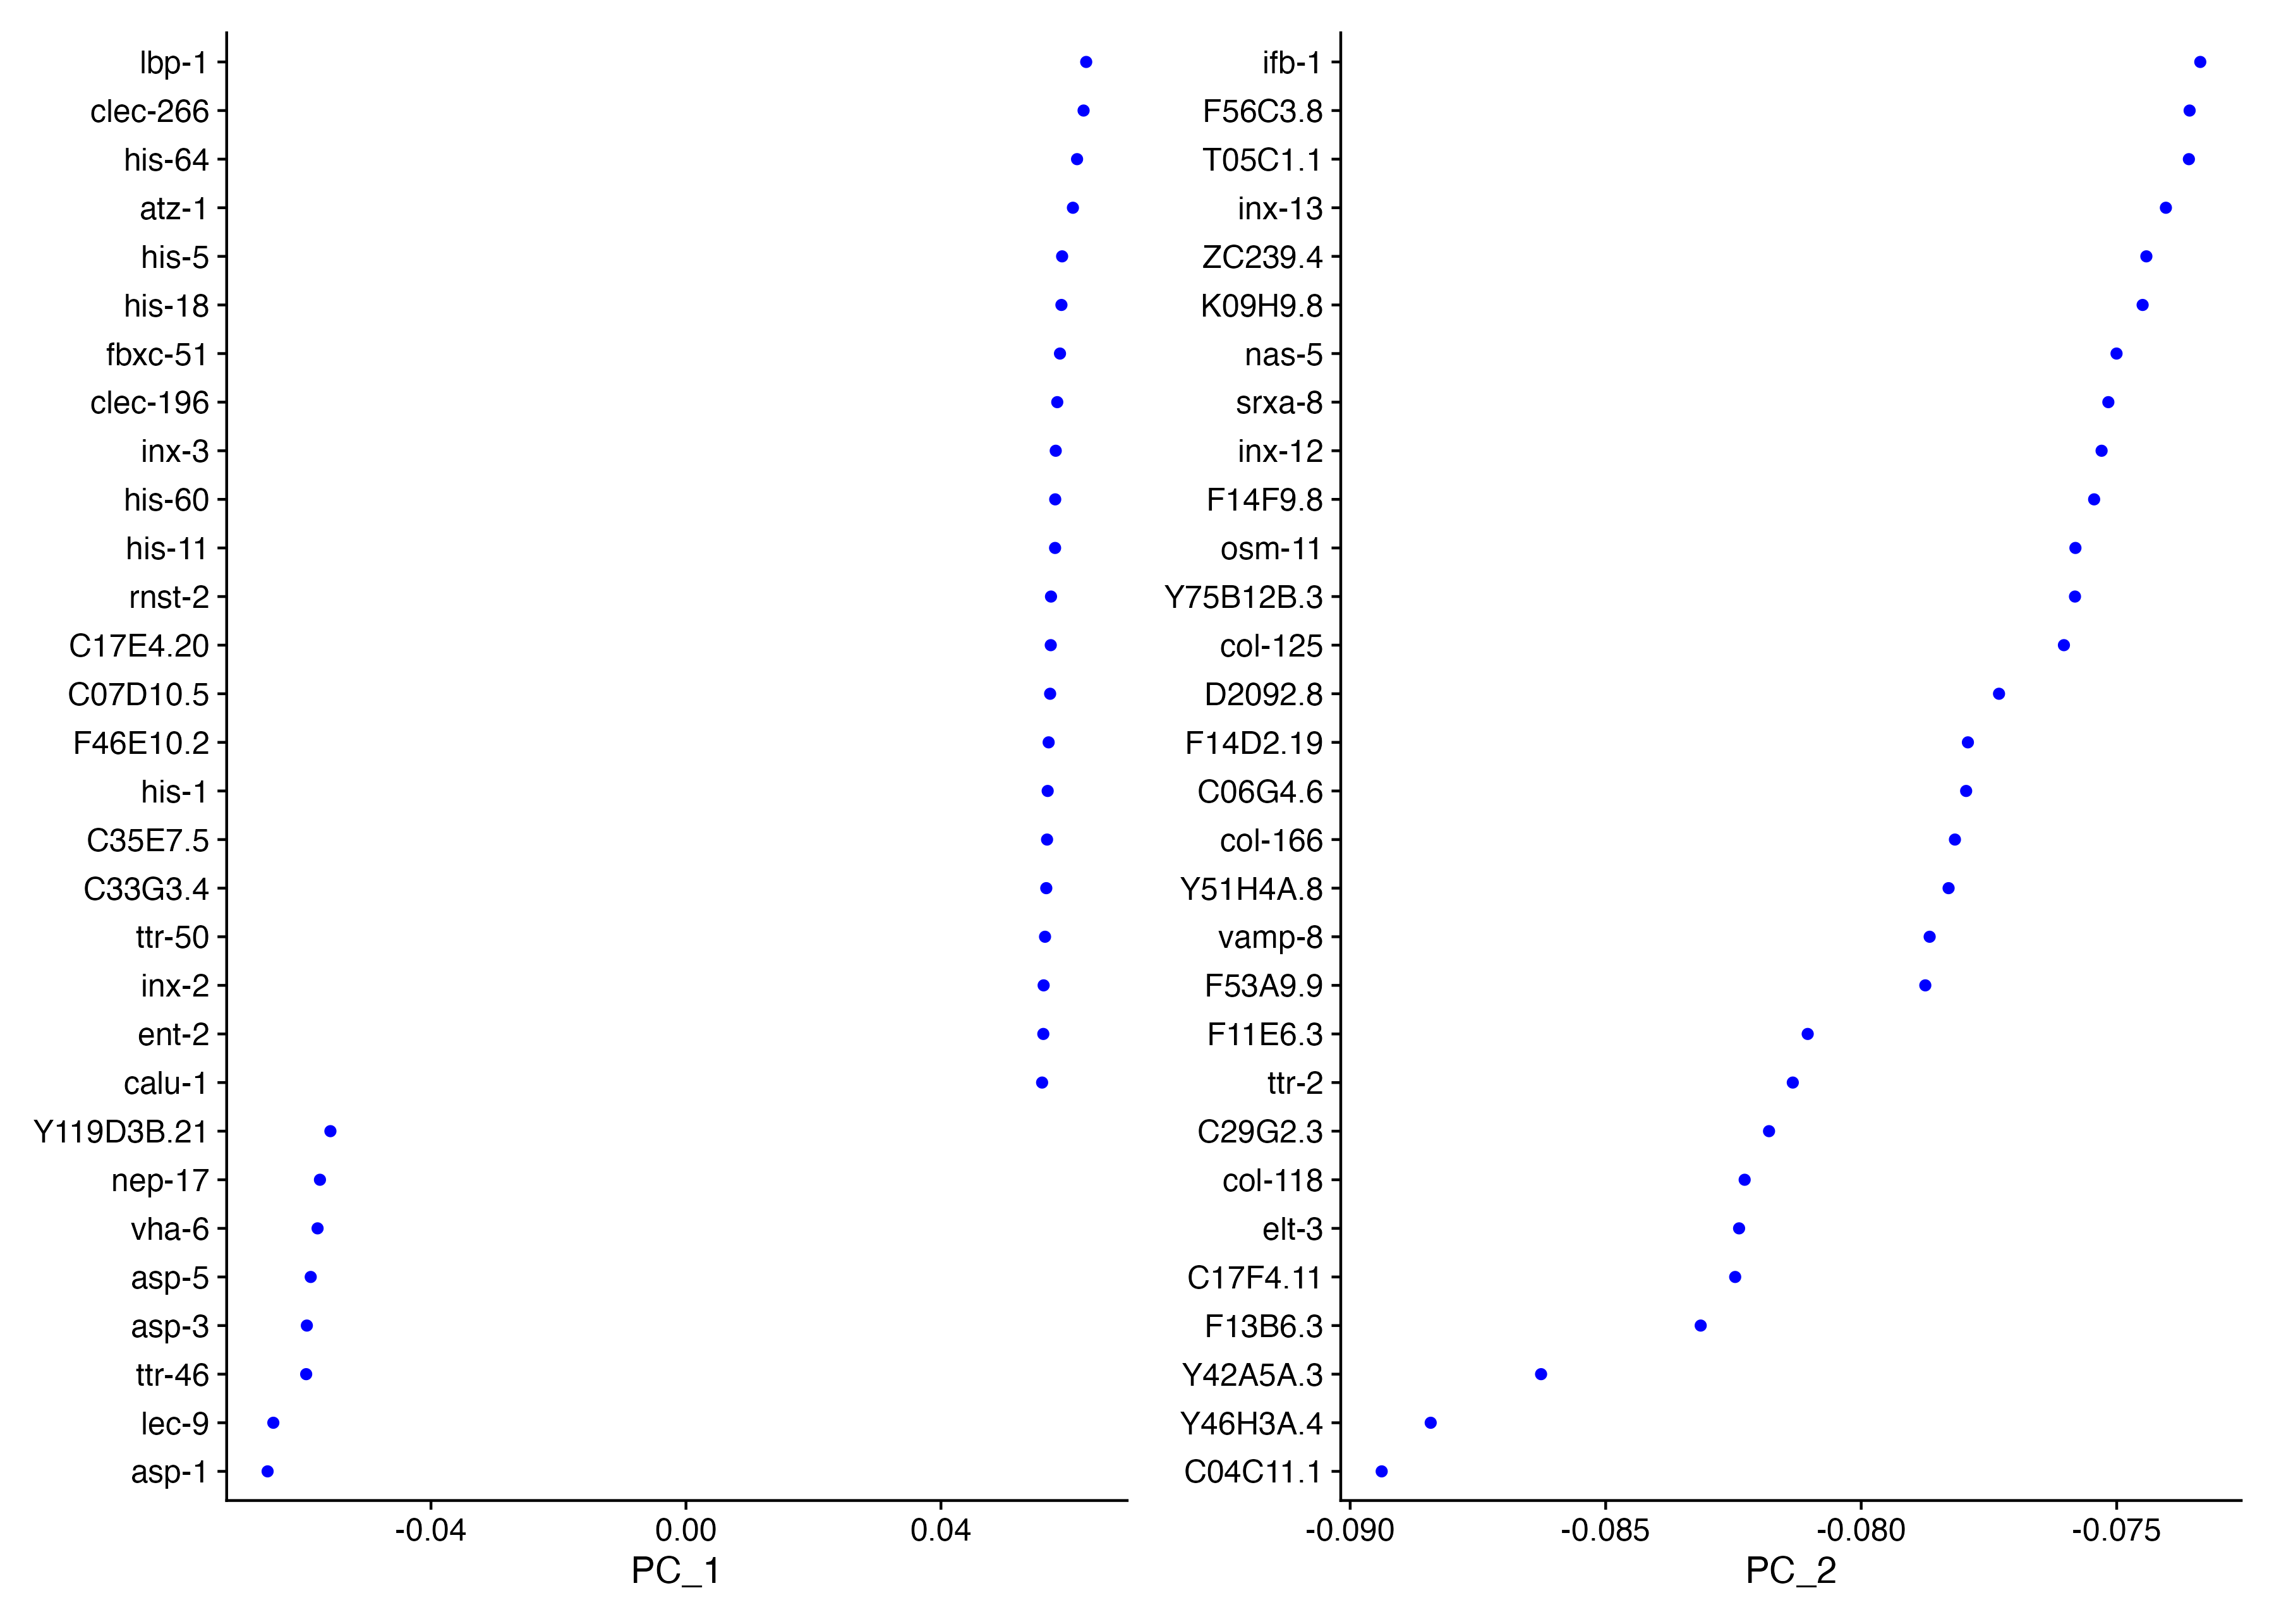 lbp-1
clec-266
his-64
atz-1
his-5
his-18
fbxc-51
clec-196
inx-3
his-60
his-11
rnst-2
C17E4.20
C07D10.5
F46E10.2
his-1
C35E7.5
C33G3.4
ttr-50
inx-2
ent-2
calu-1
Y119D3B.21
nep-17
vha-6
asp-5
asp-3
ttr-46
lec-9
asp-1
-0.04 0.00 0.04
PC_1
ifb-1
F56C3.8
T05C1.1
inx-13
ZC239.4
K09H9.8
nas-5
srxa-8
inx-12
F14F9.8
osm-11
Y75B12B.3
col-125
D2092.8
F14D2.19
C06G4.6
col-166
Y51H4A.8
vamp-8
F53A9.9
F11E6.3
ttr-2
C29G2.3
col-118
elt-3
C17F4.11
F13B6.3
Y42A5A.3
Y46H3A.4
C04C11.1
-0.090 -0.085 -0.080 -0.075
PC_2